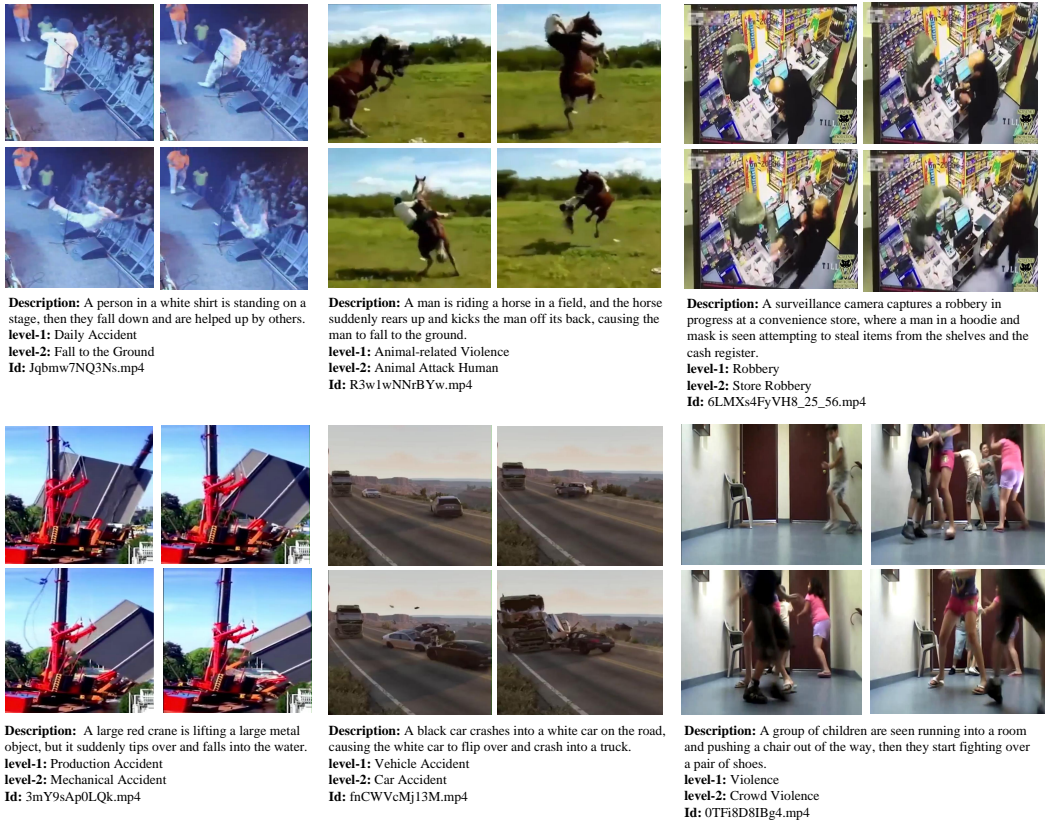 Description: A person in a white shirt is standing on a
stage, then they fall down and are helped up by others.
level-1: Daily Accident
level-2: Fall to the Ground
Id: Jqbmw7NQ3Ns.mp4
Description: A man is riding a horse in a field, and the horse
suddenly rears up and kicks the man off its back, causing the
man to fall to the ground.
level-1: Animal-related Violence
level-2: Animal Attack Human
Id: R3w1wNNrBYw.mp4
Description: A surveillance camera captures a robbery in
progress at a convenience store, where a man in a hoodie and
mask is seen attempting to steal items from the shelves and the
cash register.
level-1: Robbery
level-2: Store Robbery
Id: 6LMXs4FyVH8_25_56.mp4
Description: A large red crane is lifting a large metal
object, but it suddenly tips over and falls into the water.
level-1: Production Accident
level-2: Mechanical Accident
Id: 3mY9sAp0LQk.mp4
Description: A black car crashes into a white car on the road,
causing the white car to flip over and crash into a truck.
level-1: Vehicle Accident
level-2: Car Accident
Id: fnCWVcMj13M.mp4
Description: A group of children are seen running into a room
and pushing a chair out of the way, then they start fighting over
a pair of shoes.
level-1: Violence
level-2: Crowd Violence
Id: 0TFi8D8IBg4.mp4